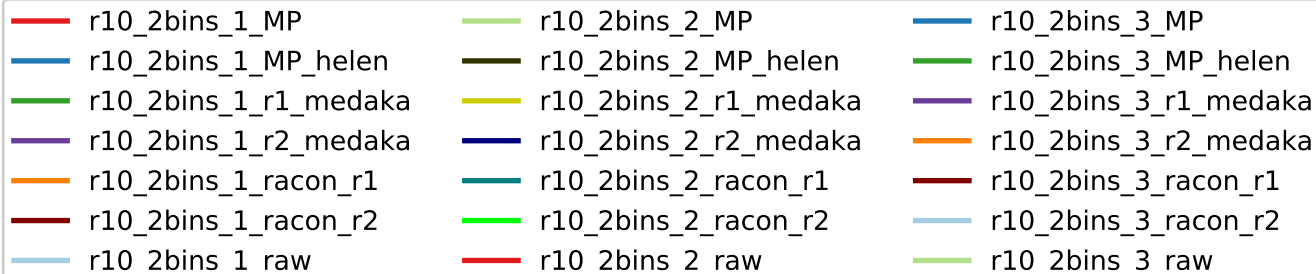 r10_2bins_1_MP r10_2bins_2_MP r10_2bins_3_MP
r10_2bins_1_MP_helen r10_2bins_2_MP_helen r10_2bins_3_MP_helen
r10_2bins_1_r1_medaka r10_2bins_2_r1_medaka r10_2bins_3_r1_medaka
r10_2bins_1_r2_medaka r10_2bins_2_r2_medaka r10_2bins_3_r2_medaka
r10_2bins_1_racon_r1 r10_2bins_2_racon_r1 r10_2bins_3_racon_r1
r10_2bins_1_racon_r2 r10_2bins_2_racon_r2 r10_2bins_3_racon_r2
r10_2bins_1_raw r10_2bins_2_raw r10_2bins_3_raw